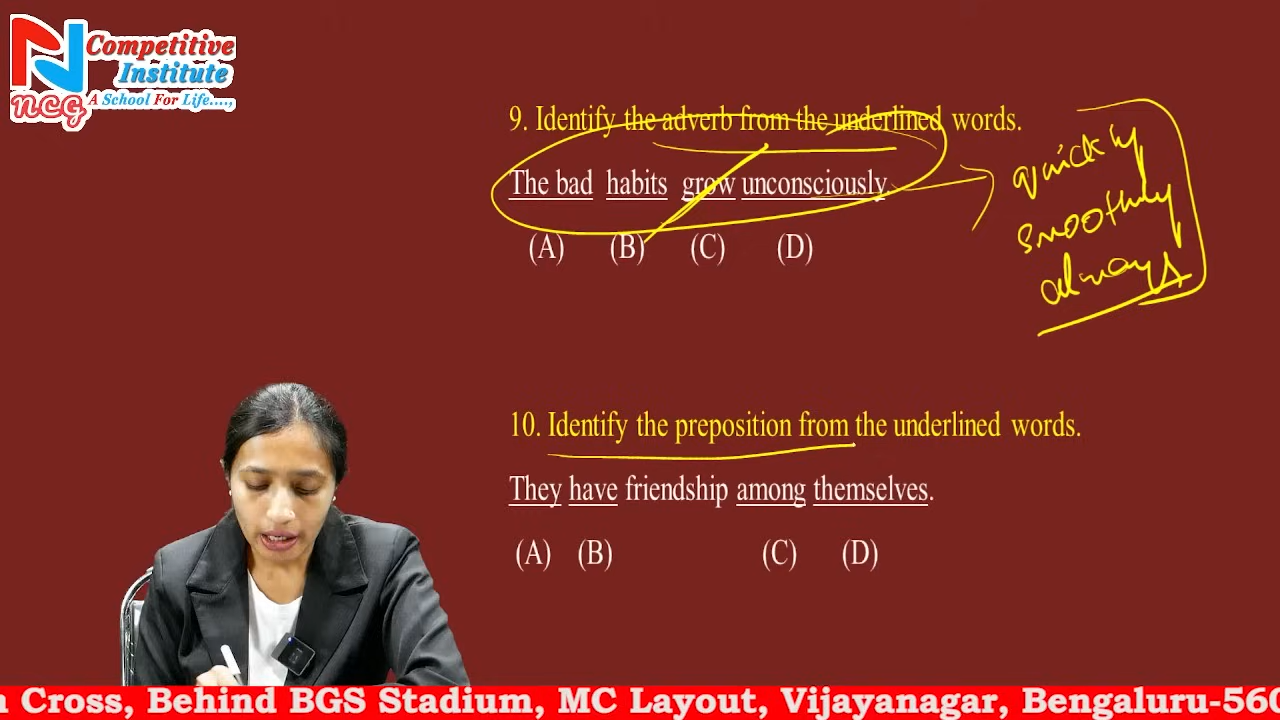 Competitive
Institute
NCG A School For Life....,
9. Identify the adverb from the underlined words.
The bad habits grow unconsciously.
(A) (B) (C) (D)
quickly
smoothly
always
10. Identify the preposition from the underlined words.
They have friendship among themselves.
(A) (B) (C) (D)
Cross, Behind BGS Stadium, MC Layout, Vijayanagar, Bengaluru-560